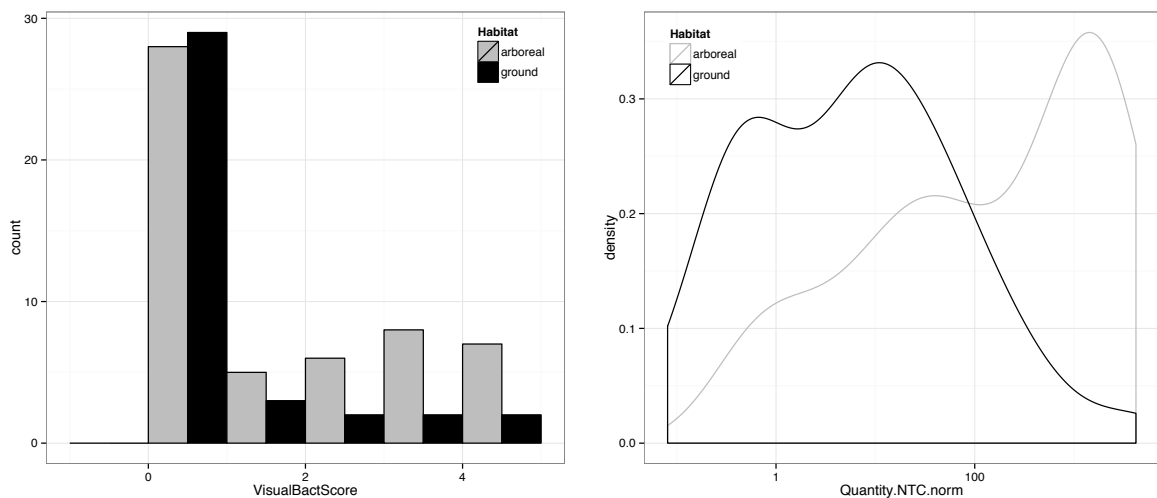 30
20
10
0
count
0
2
4
VisualBactScore
Habitat
arboreal
ground
0.3
0.2
0.1
0.0
density
1
100
Quantity.NTC.norm
Habitat
arboreal
ground